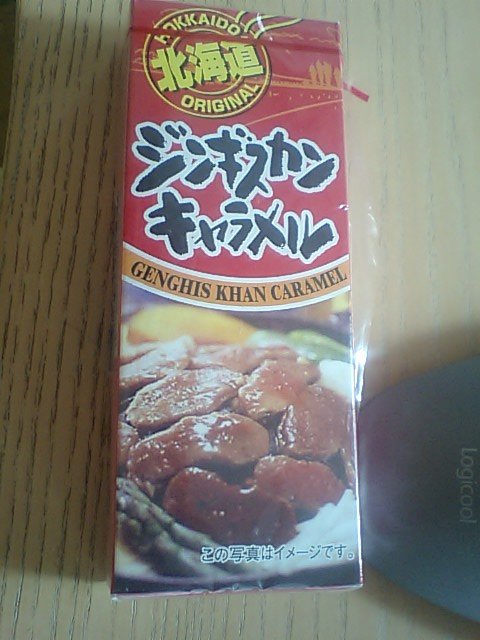 HOKKAIDO
北海道
ORIGINAL
ジンギスカン
キャラメル
GENGHIS KHAN CARAMEL
この写真はイメージです。
Logicool